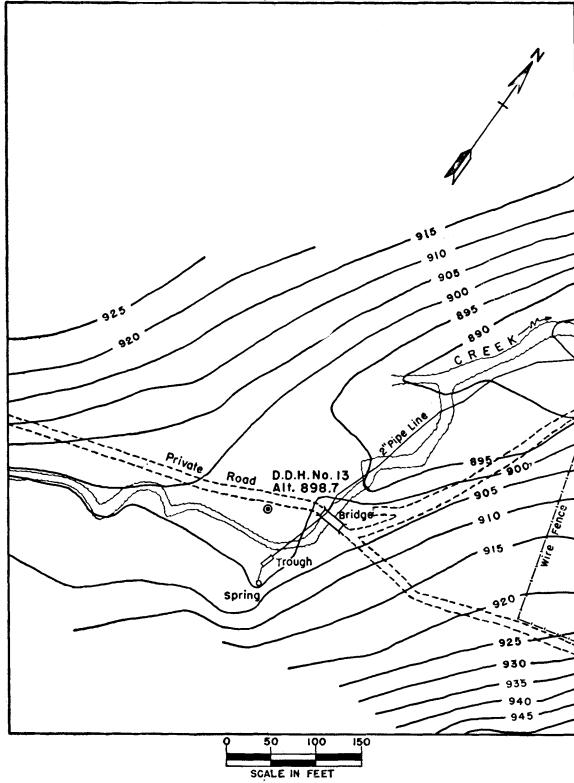 N
915
910
905
900
895
890
925
920
CREEK
2" Pipe Line
Private Road
D.D.H. No. 13
Alt. 898.7
Bridge
Trough
Spring
895
900
905
910
915
Wire Fence
920
925
930
935
940
945
0 50 100 150
SCALE IN FEET